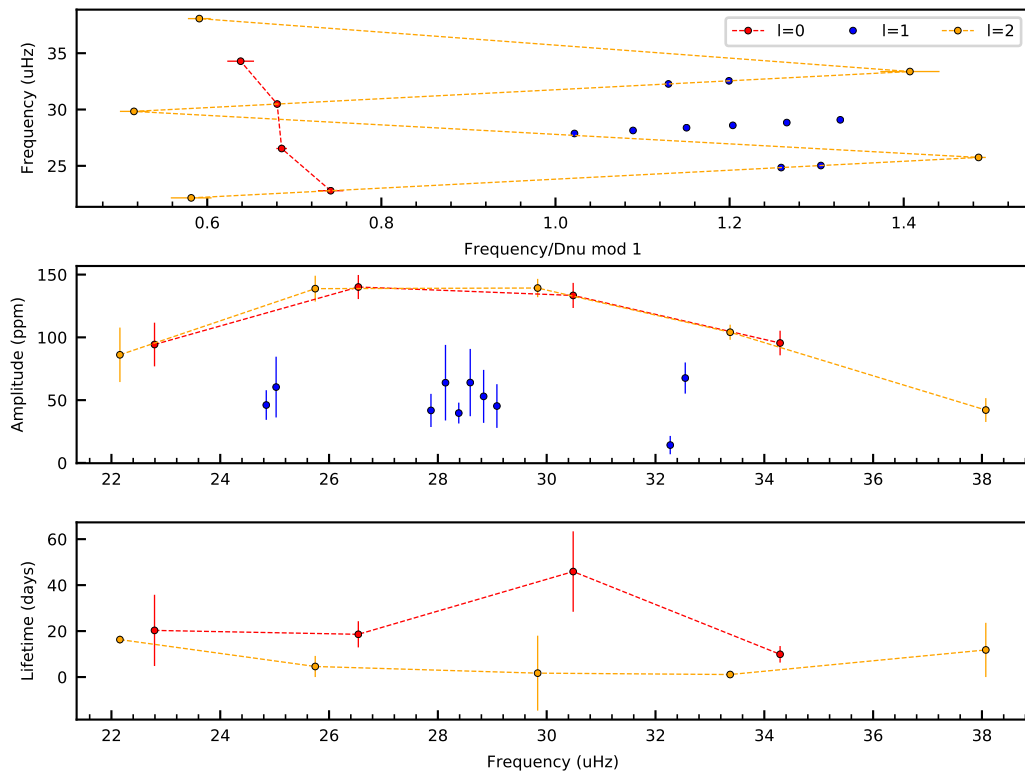 l=0 l=1 l=2
Frequency (uHz)
35
30
25
0.6 0.8 1.0 1.2 1.4
Frequency/Dnu mod 1
Amplitude (ppm)
150
100
50
0
22 24 26 28 30 32 34 36 38
Lifetime (days)
60
40
20
0
22 24 26 28 30 32 34 36 38
Frequency (uHz)